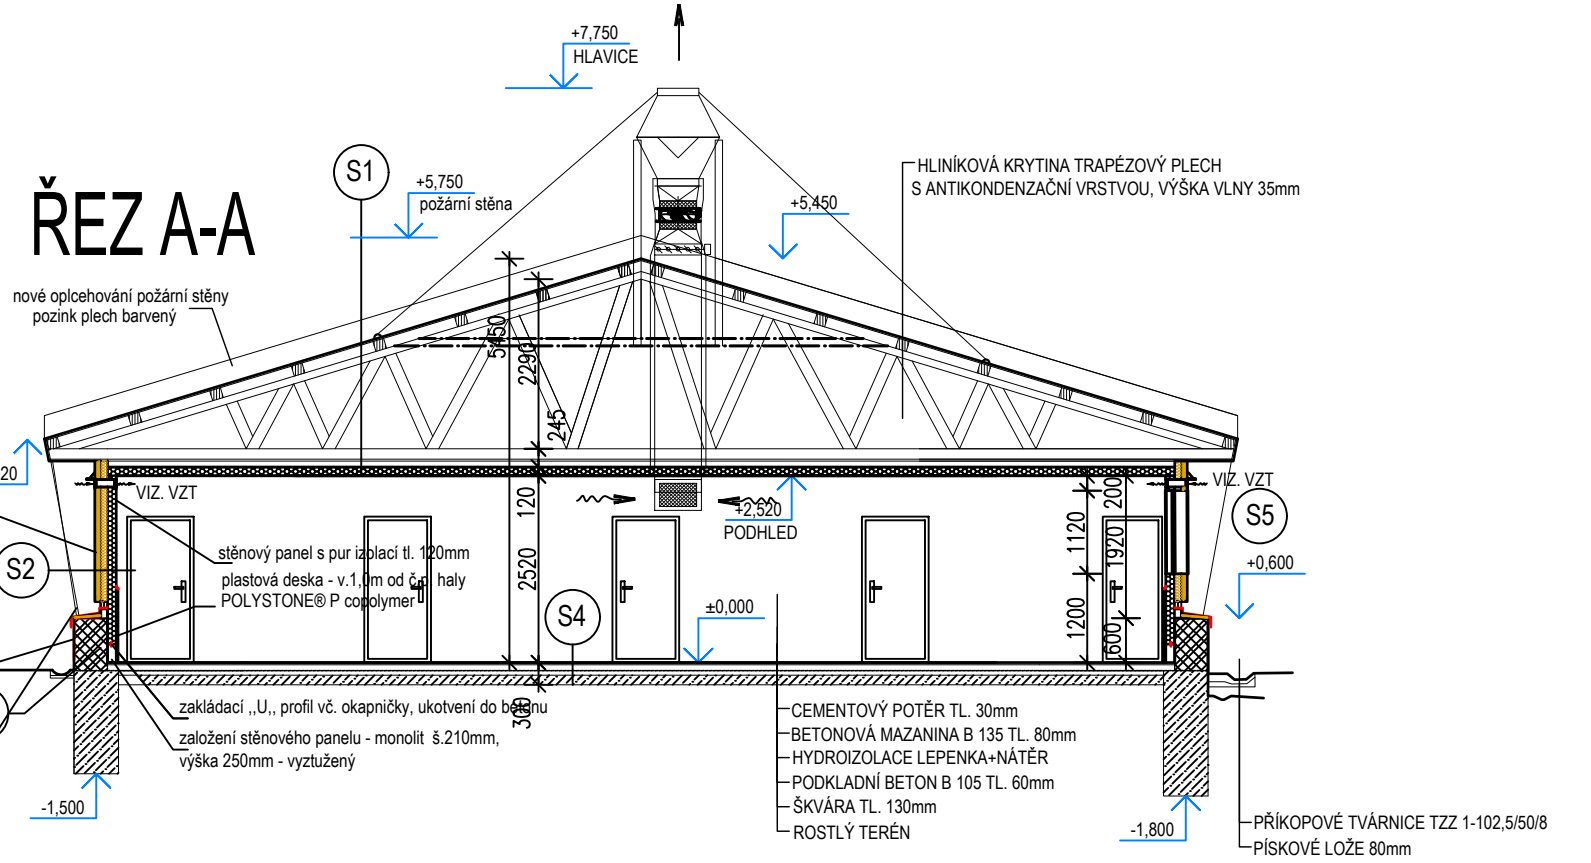 +7,750
HLAVICE
S1
+5,750
požární stěna
HLINÍKOVÁ KRYTINA TRAPÉZOVÝ PLECH
S ANTIKONDENZAČNÍ VRSTVOU, VÝŠKA VLNY 35mm
+5,450
ŘEZ A-A
nové oplcehování požární stěny
pozink plech barvený
5450
2290
245
20
VIZ. VZT
VIZ. VZT
120
+2,520
PODHLED
200
1120
1920
S5
S2
stěnový panel s pur izolací tl. 120mm
plastová deska - v.1,0m od č.p. haly
POLYSTONE® P copolymer
2520
+0,600
S4
±0,000
1200
600
zakládací ,,U,, profil vč. okapničky, ukotvení do betonu
300
založení stěnového panelu - monolit š.210mm,
výška 250mm - vyztužený
CEMENTOVÝ POTĚR TL. 30mm
BETONOVÁ MAZANINA B 135 TL. 80mm
HYDROIZOLACE LEPENKA+NÁTĚR
PODKLADNÍ BETON B 105 TL. 60mm
ŠKVÁRA TL. 130mm
ROSTLÝ TERÉN
-1,500
-1,800
PŘÍKOPOVÉ TVÁRNICE TZZ 1-102,5/50/8
PÍSKOVÉ LOŽE 80mm